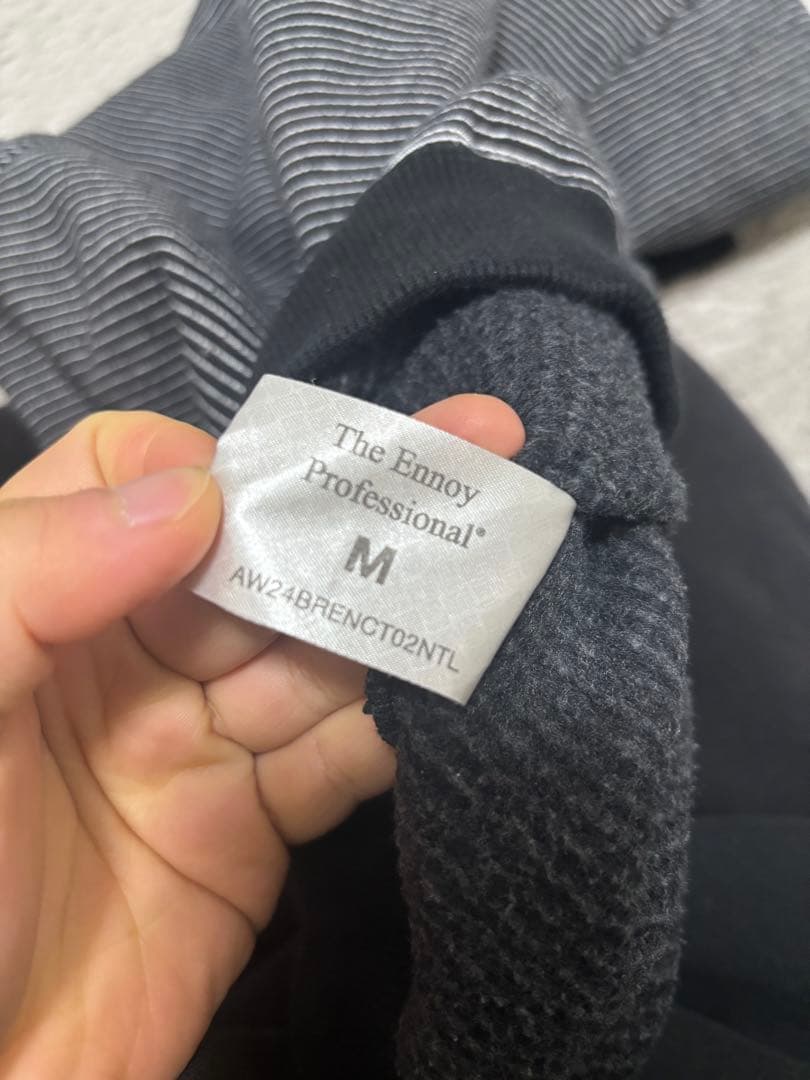 The Ennoy
Professional®
M
AW24BRENCT02NTL